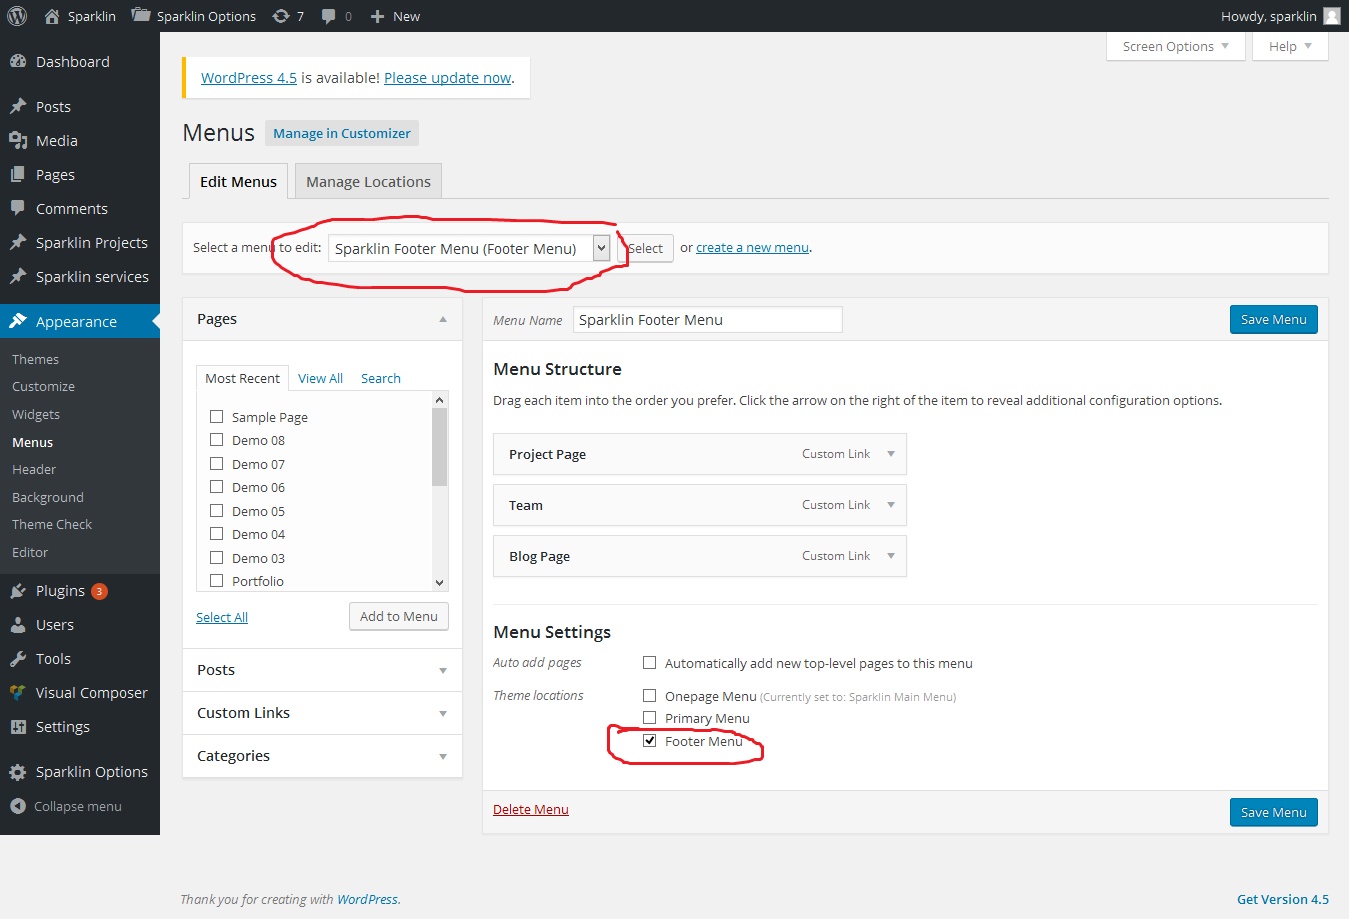 Sparklin Sparklin Options 7 0 New Howdy, sparklin
Screen Options Help
Dashboard
Posts
Media
Pages
Comments
Sparklin Projects
Sparklin services
Appearance
Themes
Customize
Widgets
Menus
Header
Background
Theme Check
Editor
Plugins 3
Users
Tools
Visual Composer
Settings
Sparklin Options
Collapse menu
WordPress 4.5 is available! Please update now.
Menus Manage in Customizer
Edit Menus Manage Locations
Select a menu to edit: Sparklin Footer Menu (Footer Menu) Select or create a new menu.
Pages
Most Recent View All Search
Sample Page
Demo 08
Demo 07
Demo 06
Demo 05
Demo 04
Demo 03
Portfolio
Select All Add to Menu
Posts
Custom Links
Categories
Menu Name Sparklin Footer Menu Save Menu
Menu Structure
Drag each item into the order you prefer. Click the arrow on the right of the item to reveal additional configuration options.
Project Page Custom Link
Team Custom Link
Blog Page Custom Link
Menu Settings
Auto add pages Automatically add new top-level pages to this menu
Theme locations Onepage Menu (Currently set to: Sparklin Main Menu)
Primary Menu
Footer Menu
Delete Menu Save Menu
Thank you for creating with WordPress. Get Version 4.5